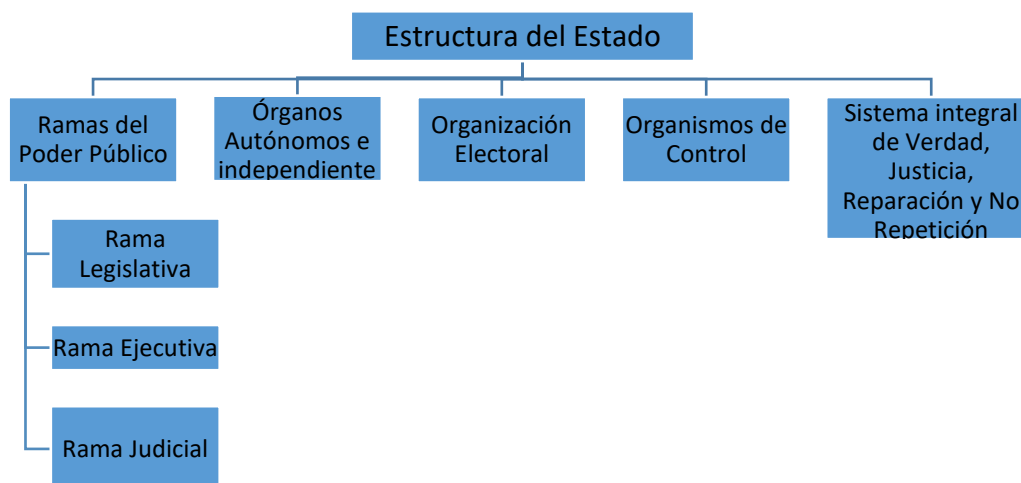 Estructura del Estado
Ramas del
Poder Público
Órganos
Autónomos e
independiente
Organización
Electoral
Organismos de
Control
Sistema integral
de Verdad,
Justicia,
Reparación y No
Repetición
Rama
Legislativa
Rama Ejecutiva
Rama Judicial